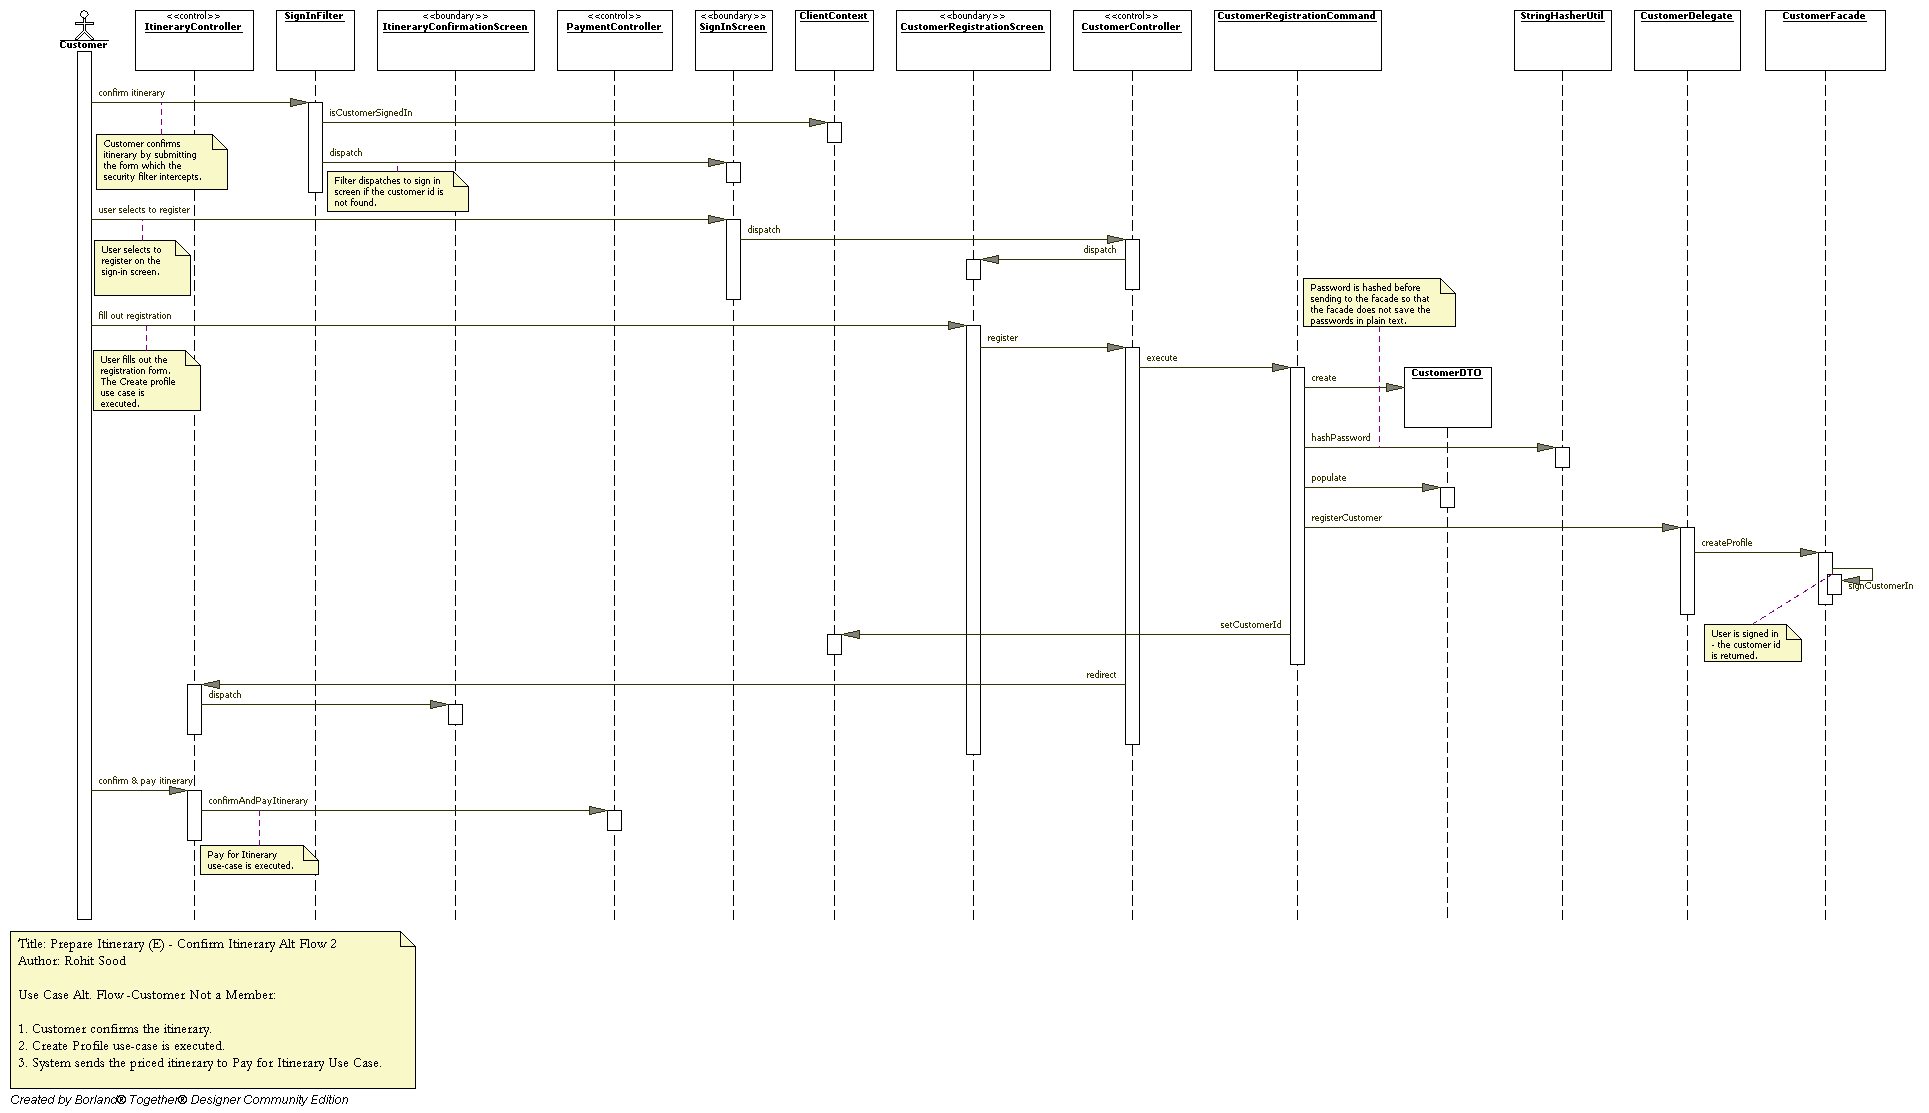 <<control>>
ItineraryController
SignInFilter
<<boundary>>
ItineraryConfirmationScreen
<<control>>
PaymentController
<<boundary>>
SignInScreen
ClientContext
<<boundary>>
CustomerRegistrationScreen
<<control>>
CustomerController
CustomerRegistrationCommand
StringHasherUtil
CustomerDelegate
CustomerFacade
Customer
confirm itinerary
isCustomerSignedIn
Customer confirms
itinerary by submitting
the form which the
security filter intercepts.
dispatch
Filter dispatches to sign in
screen if the customer id is
not found.
user selects to register
dispatch
dispatch
User selects to
register on the
sign-in screen.
Password is hashed before
sending to the facade so that
the facade does not save the
passwords in plain text.
fill out registration
register
execute
User fills out the
registration form.
The Create profile
use case is
executed.
create
CustomerDTO
hashPassword
populate
registerCustomer
createProfile
signCustomerIn
setCustomerId
User is signed in
- the customer id
is returned.
redirect
dispatch
confirm & pay itinerary
confirmAndPayItinerary
Pay for Itinerary
use-case is executed.
Title: Prepare Itinerary (E) - Confirm Itinerary Alt Flow 2
Author: Rohit Sood
Use Case Alt. Flow -Customer Not a Member:
1. Customer confirms the itinerary.
2. Create Profile use-case is executed.
3. System sends the priced itinerary to Pay for Itinerary Use Case.
Created by Borland® Together® Designer Community Edition